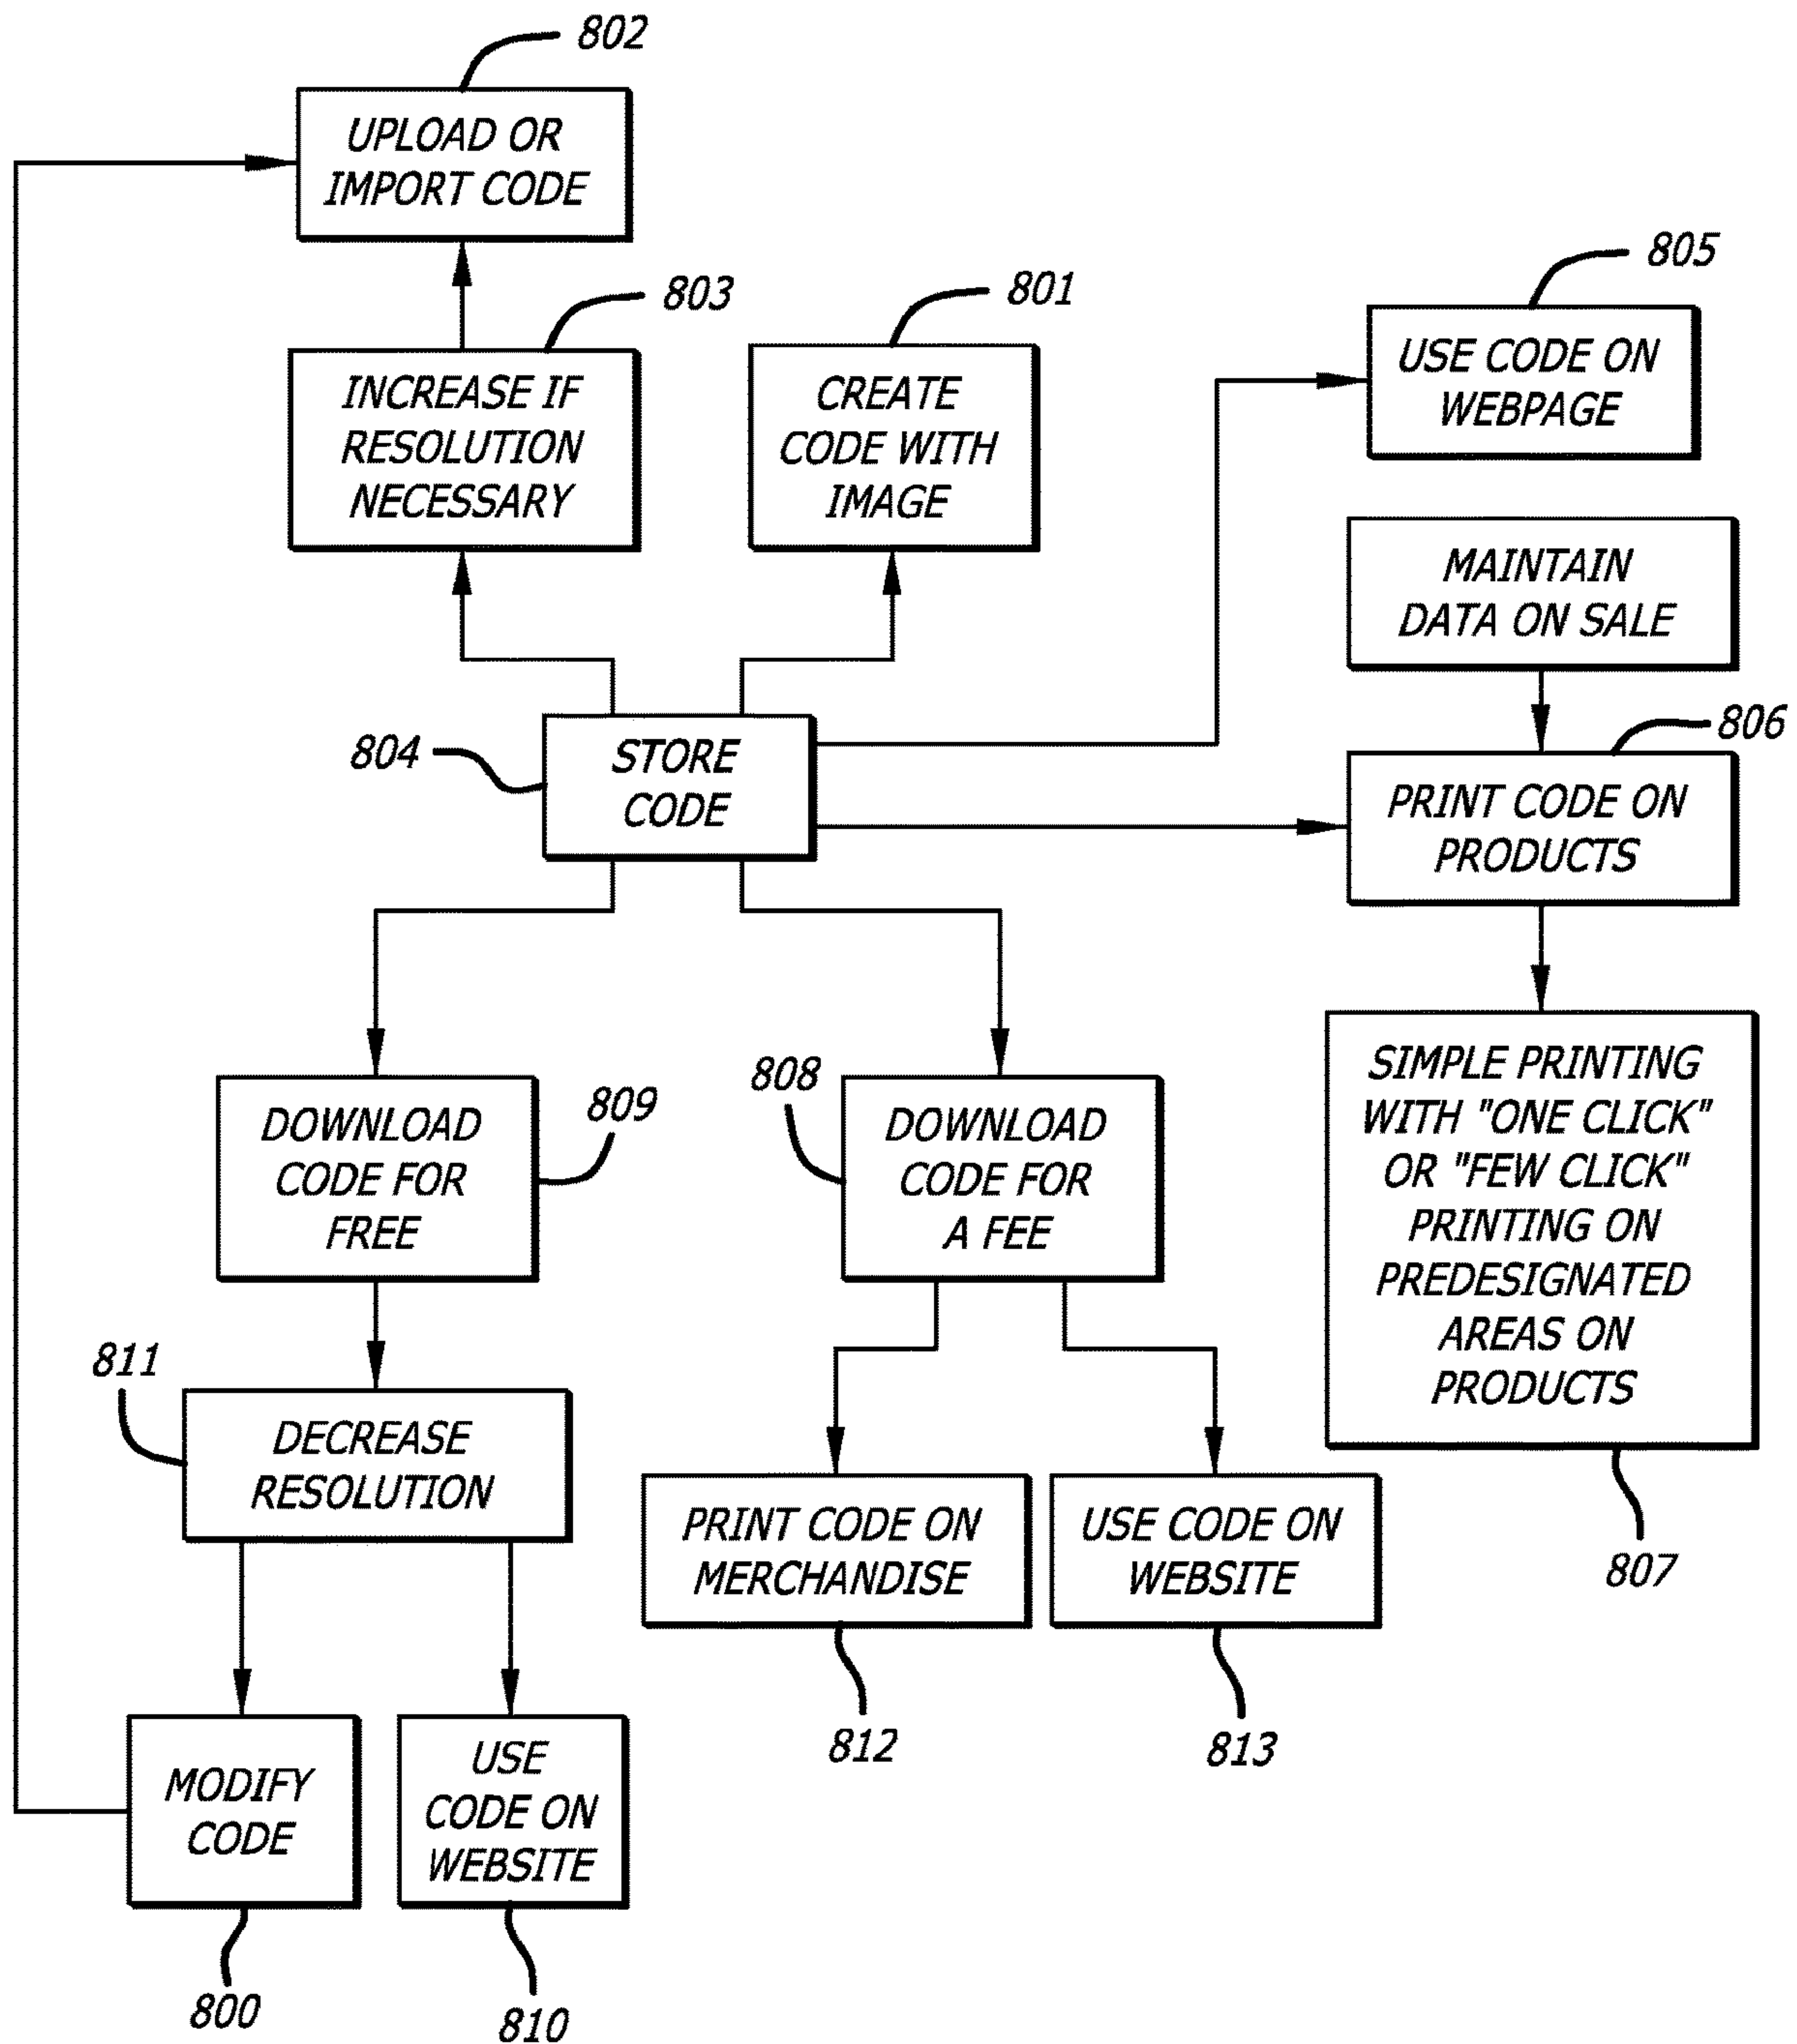 802
UPLOAD OR
IMPORT CODE
803
INCREASE IF
RESOLUTION
NECESSARY
801
CREATE
CODE WITH
IMAGE
805
USE CODE ON
WEBPAGE
MAINTAIN
DATA ON SALE
804
STORE
CODE
806
PRINT CODE ON
PRODUCTS
809
DOWNLOAD
CODE FOR
FREE
808
DOWNLOAD
CODE FOR
A FEE
SIMPLE PRINTING
WITH "ONE CLICK"
OR "FEW CLICK"
PRINTING ON
PREDESIGNATED
AREAS ON
PRODUCTS
807
811
DECREASE
RESOLUTION
PRINT CODE ON
MERCHANDISE
812
USE CODE ON
WEBSITE
813
MODIFY
CODE
800
USE
CODE ON
WEBSITE
810